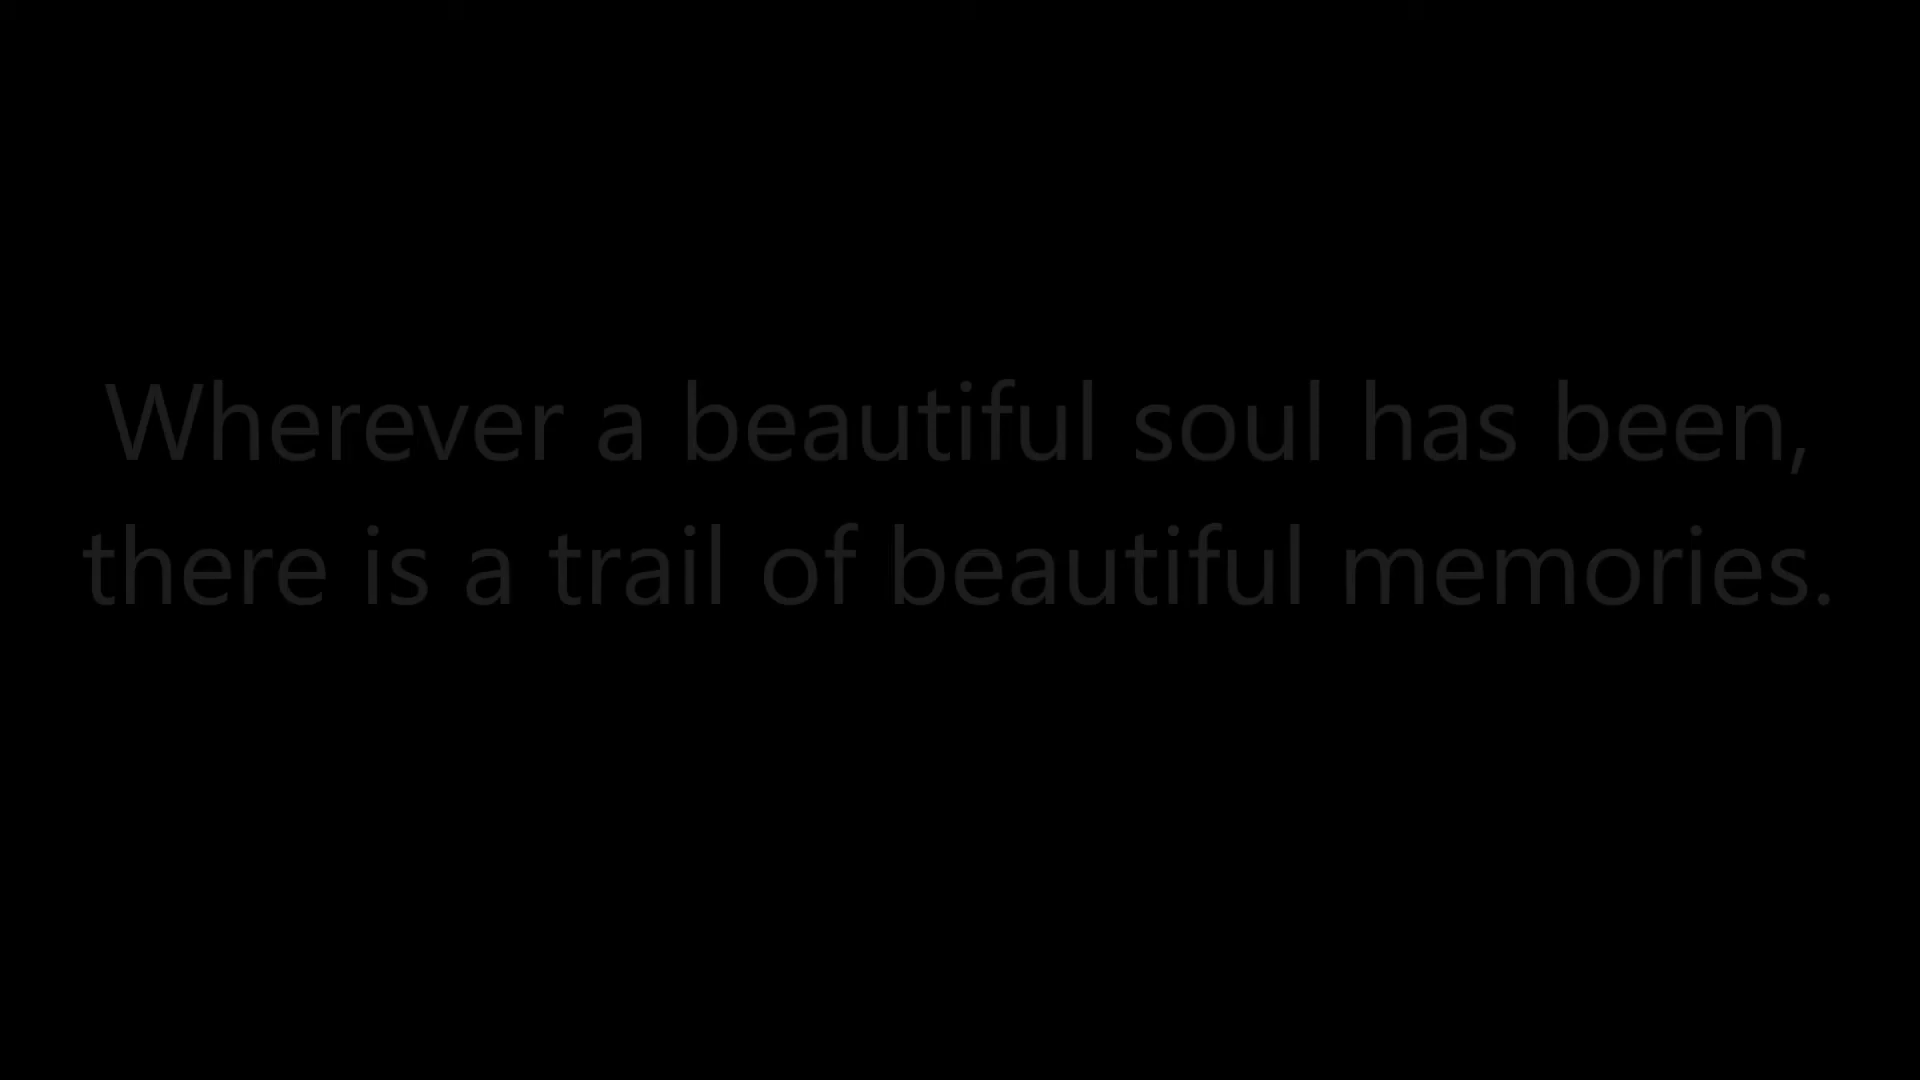 Wherever a beautiful soul has been,
there is a trail of beautiful memories.